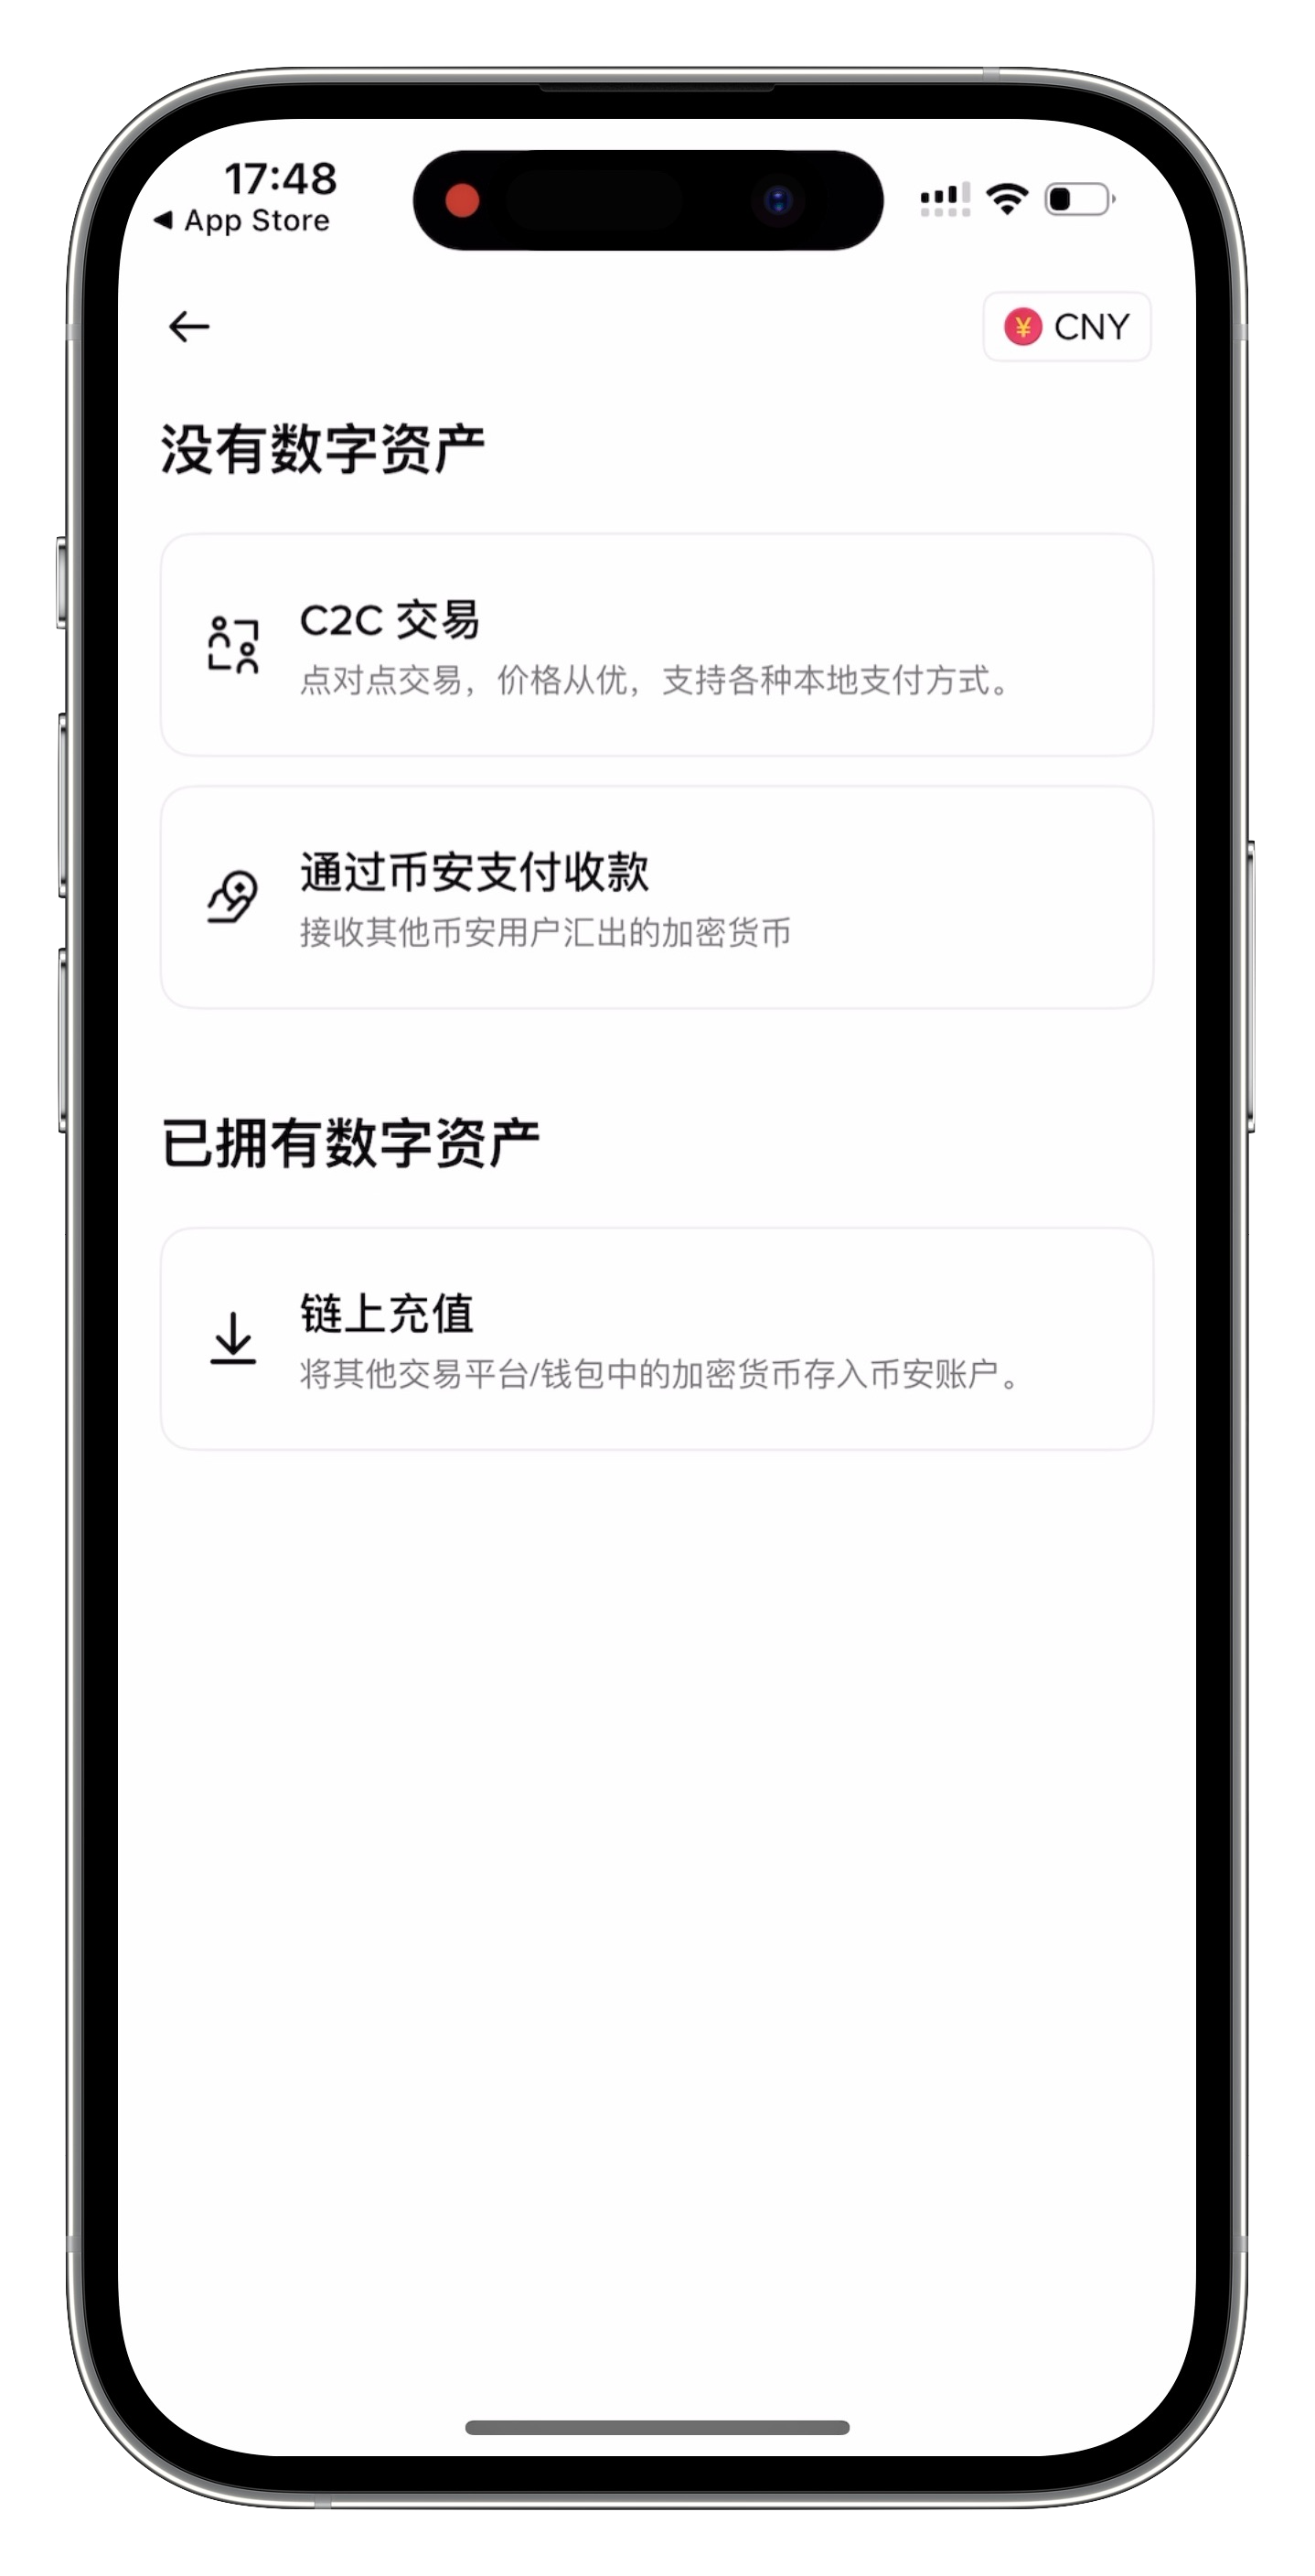 17:48
◀ App Store
¥ CNY
没有数字资产
C2C 交易
点对点交易，价格从优，支持各种本地支付方式。
通过币安支付收款
接收其他币安用户汇出的加密货币
已拥有数字资产
链上充值
将其他交易平台/钱包中的加密货币存入币安账户。